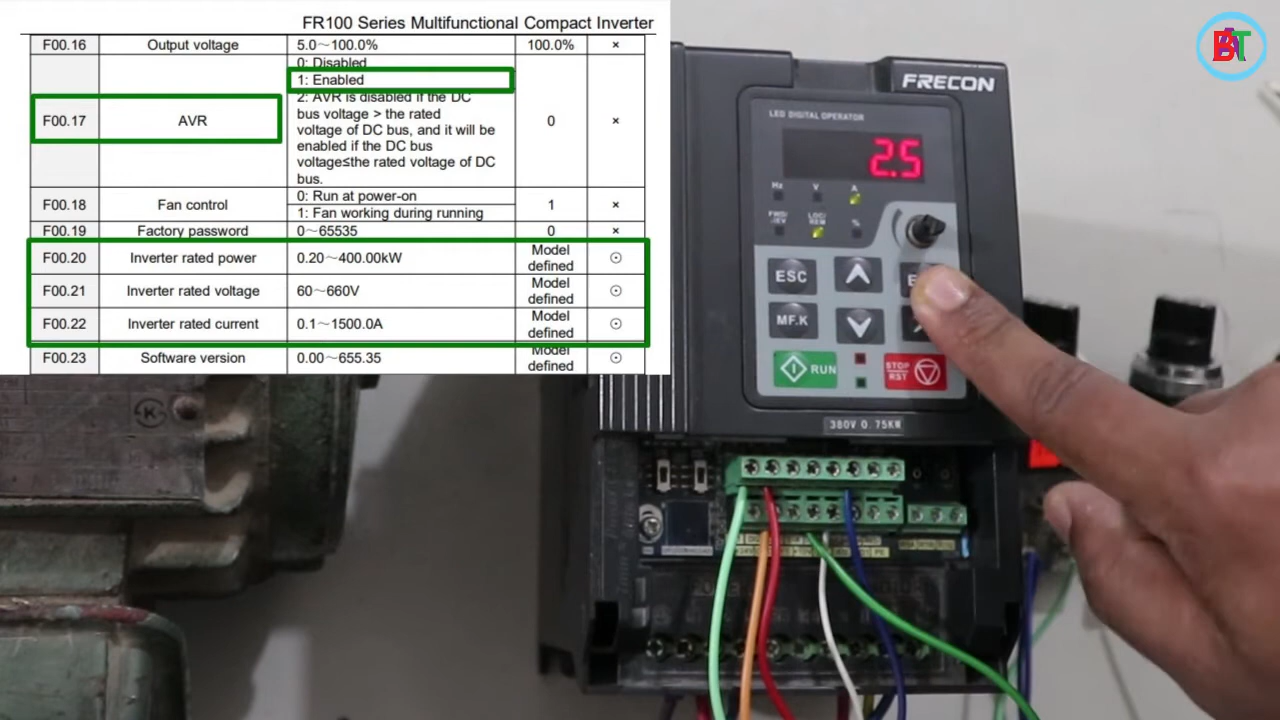 FR100 Series Multifunctional Compact Inverter
F00.16 Output voltage 5.0～100.0% 100.0% ×
0: Disabled
1: Enabled
2: AVR is disabled if the DC
bus voltage > the rated
F00.17 AVR voltage of DC bus, and it will be 0 ×
enabled if the DC bus
voltage≤the rated voltage of DC
bus.
F00.18 Fan control 0: Run at power-on 1 ×
1: Fan working during running
F00.19 Factory password 0～65535 0 ×
F00.20 Inverter rated power 0.20～400.00kW Model defined ⊙
F00.21 Inverter rated voltage 60～660V Model defined ⊙
F00.22 Inverter rated current 0.1～1500.0A Model defined ⊙
F00.23 Software version 0.00～655.35 Model defined ⊙
BAT
FRECON
LED DIGITAL OPERATOR
2.5
Hz V A
FWD/
/REV
LOC/
REM
%
ESC
MF.K
RUN
STOP
RST
380V 0.75KW